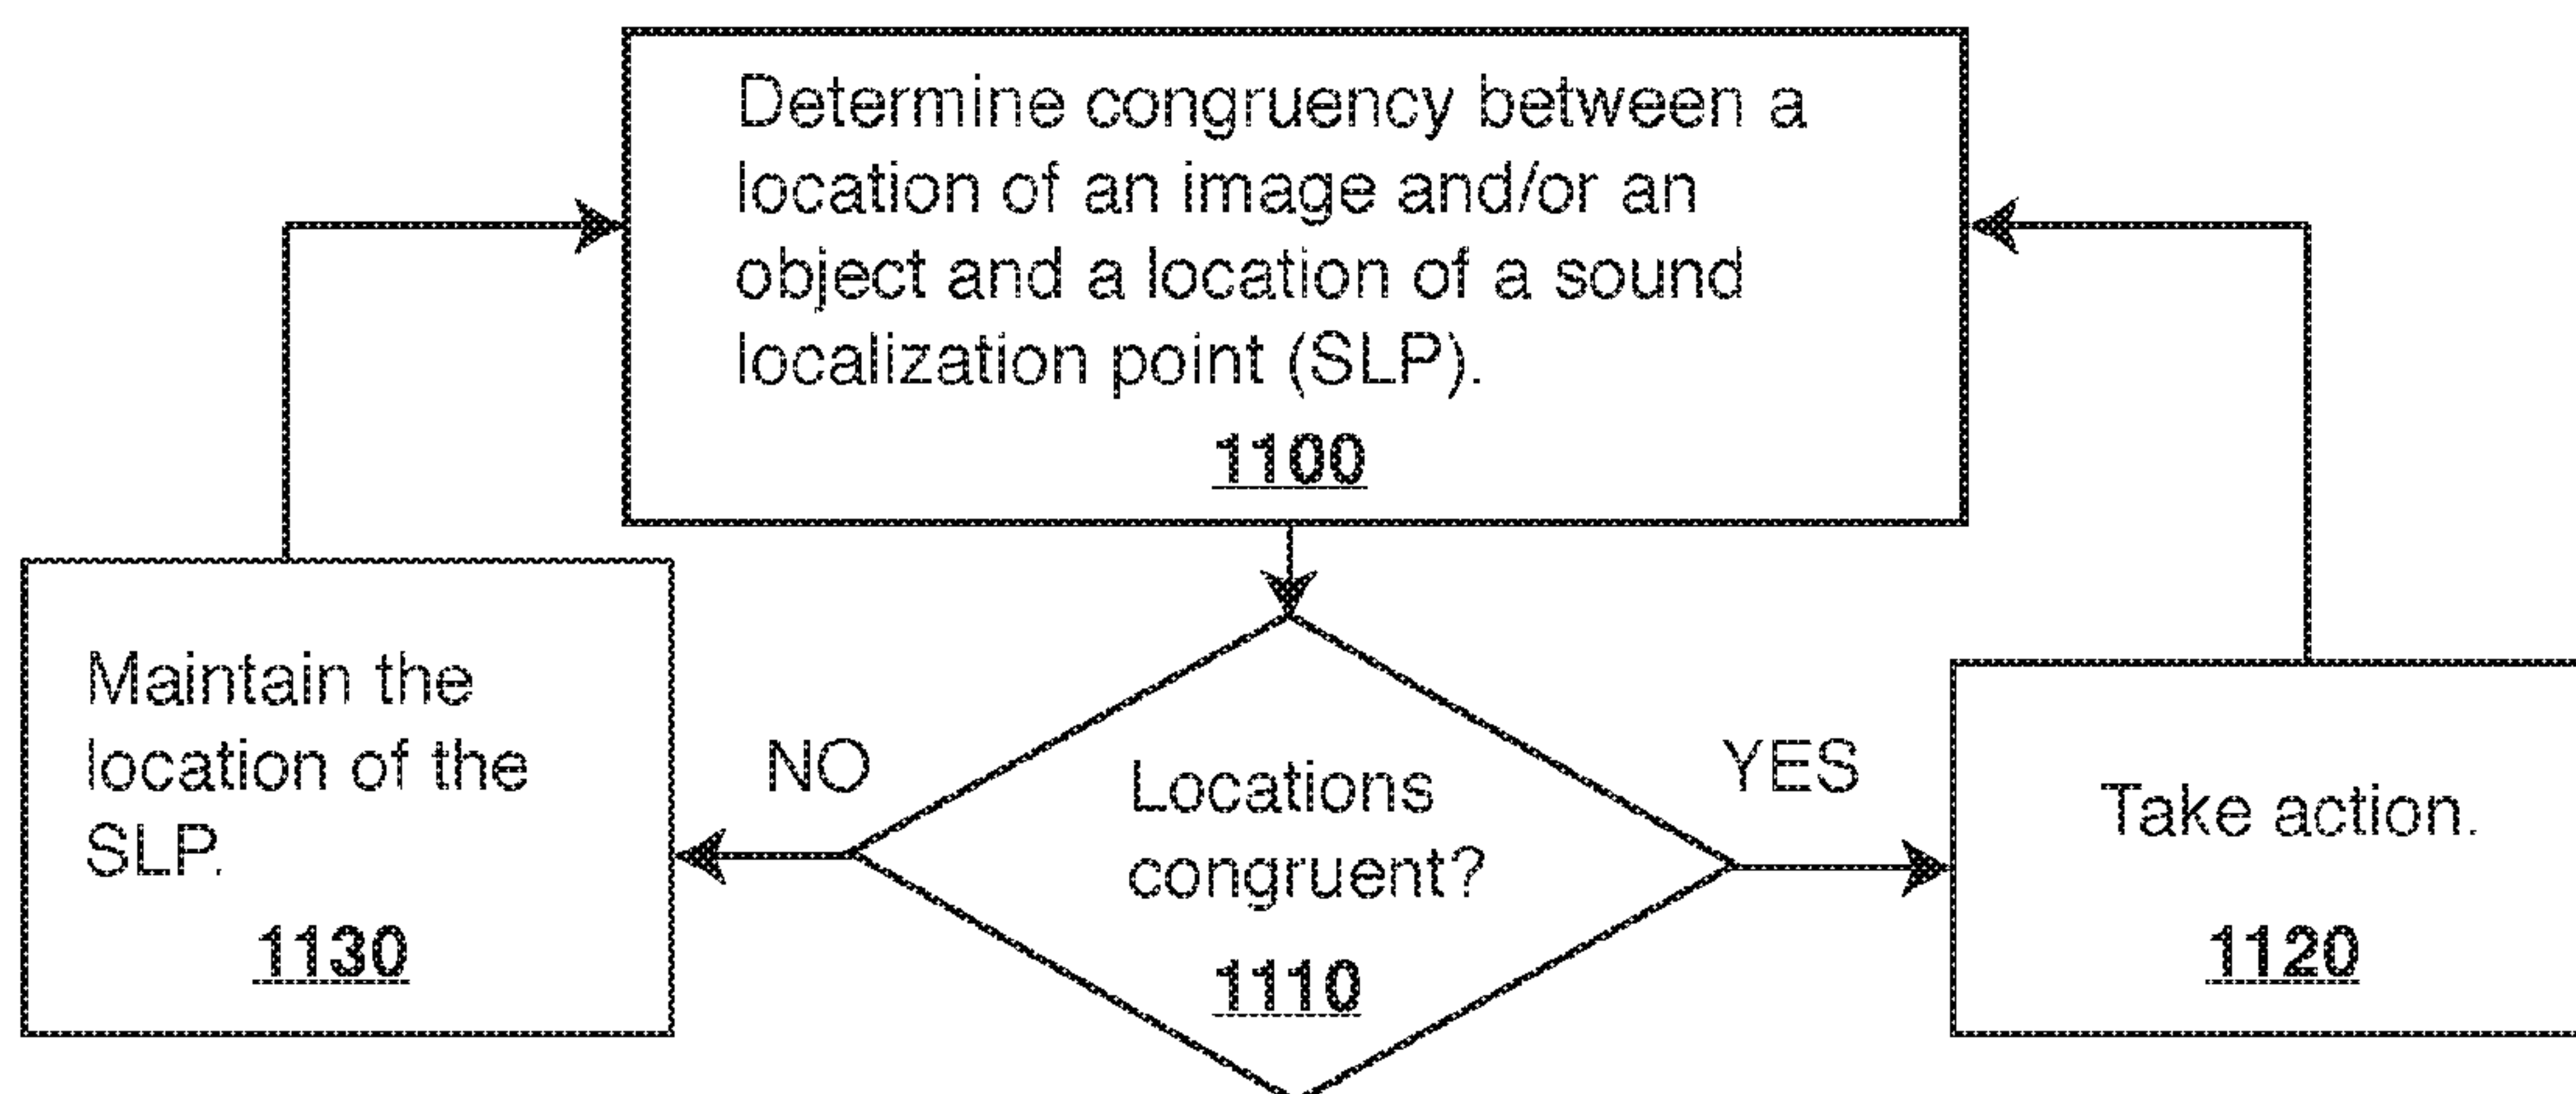 Determine congruency between a
location of an image and/or an
object and a location of a sound
localization point (SLP).
1100
Maintain the
location of the
SLP.
1130
NO
Locations
congruent?
1110
YES
Take action.
1120